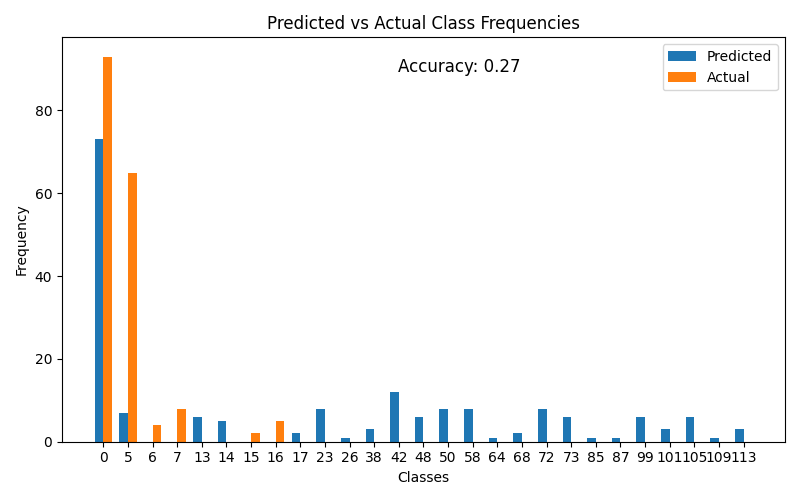 Predicted vs Actual Class Frequencies
Accuracy: 0.27
Predicted
Actual
Frequency
80
60
40
20
0
0 5 6 7 13 14 15 16 17 23 26 38 42 48 50 58 64 68 72 73 85 87 99 101 105 109 113
Classes